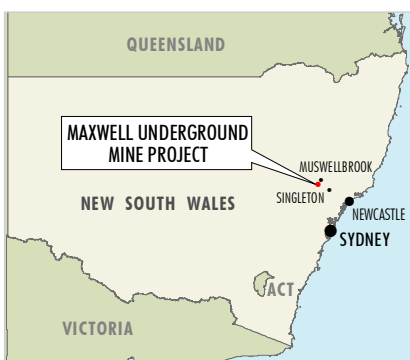 QUEENSLAND
MAXWELL UNDERGROUND
MINE PROJECT
MUSWELLBROOK
SINGLETON
NEW SOUTH WALES
NEWCASTLE
SYDNEY
ACT
VICTORIA